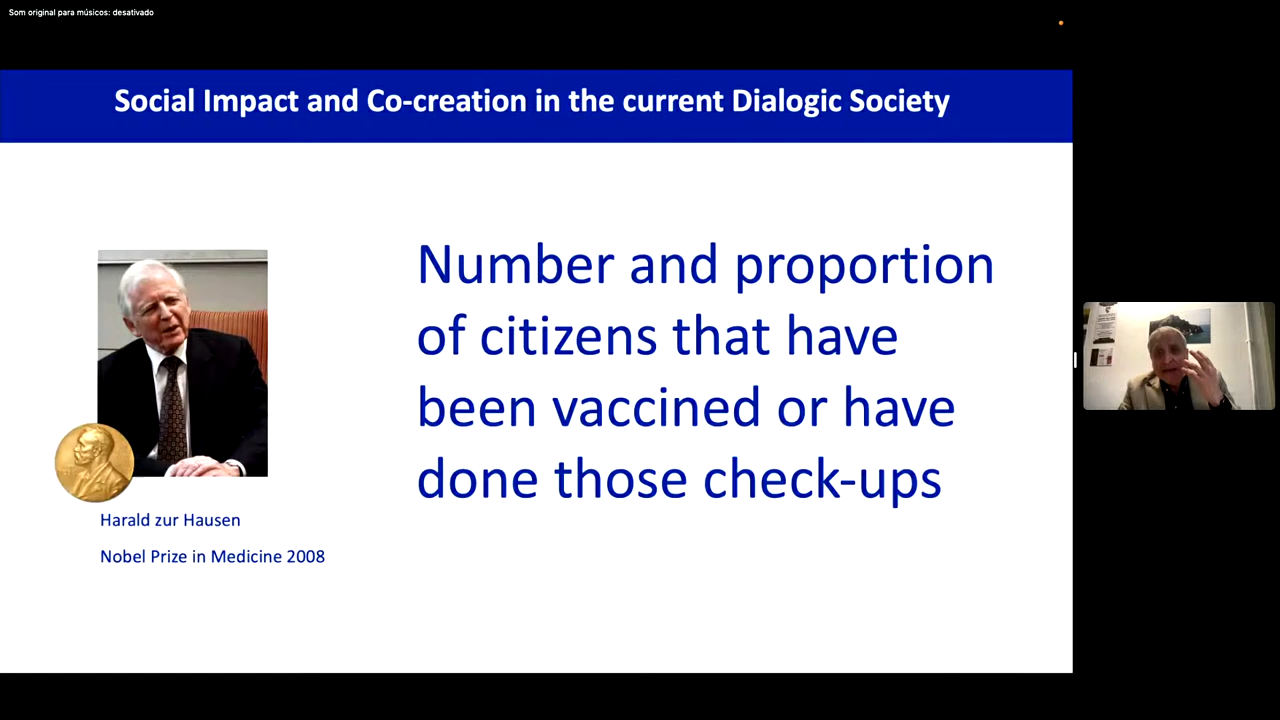 Som original para músicos: desativado
Social Impact and Co-creation in the current Dialogic Society
Number and proportion
of citizens that have
been vaccined or have
done those check-ups
Harald zur Hausen
Nobel Prize in Medicine 2008